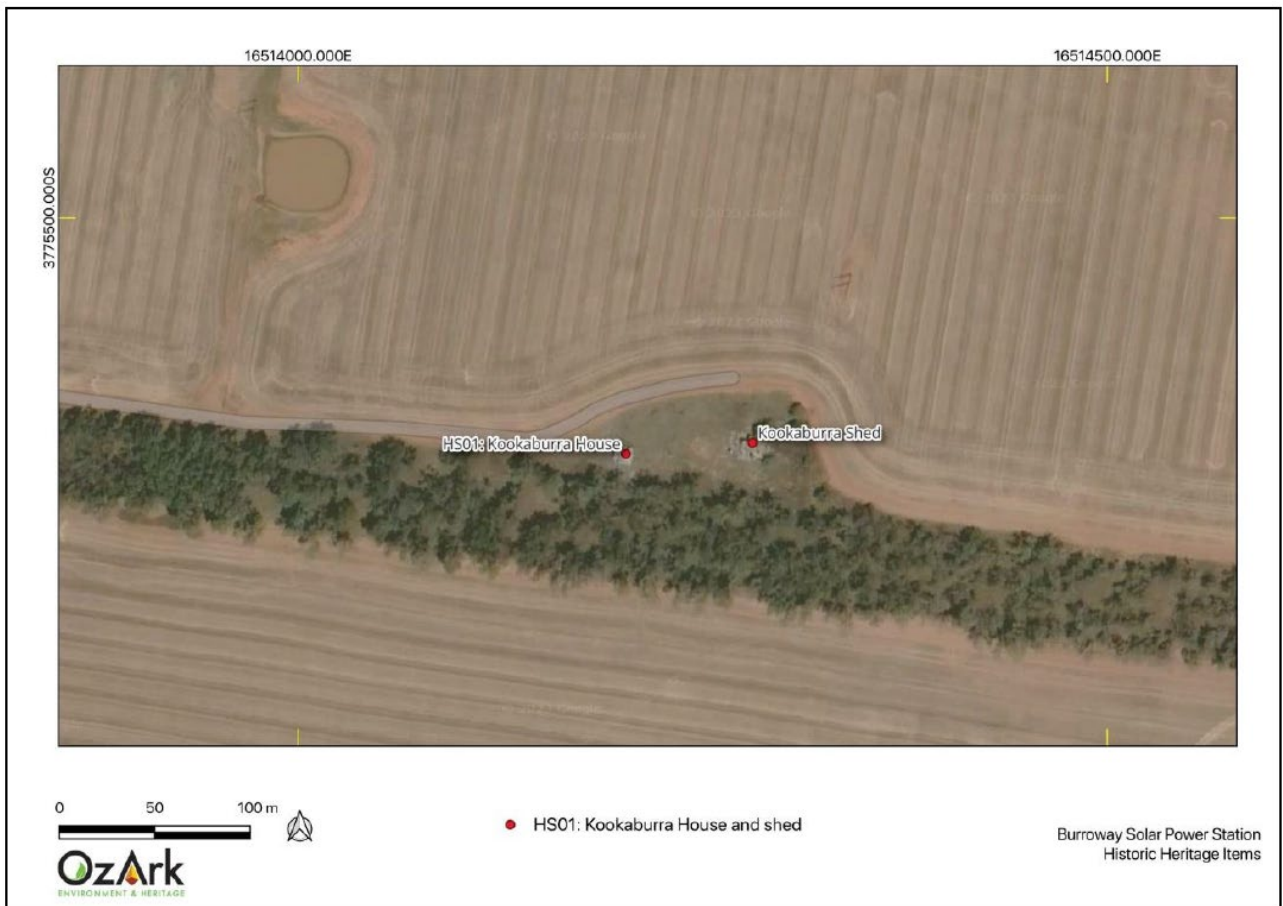 16514000.000E
16514500.000E
3775500.000S
HS01: Kookaburra House
Kookaburra Shed
0 50 100 m
HS01: Kookaburra House and shed
Burroway Solar Power Station
Historic Heritage Items
OzArk
ENVIRONMENT & HERITAGE